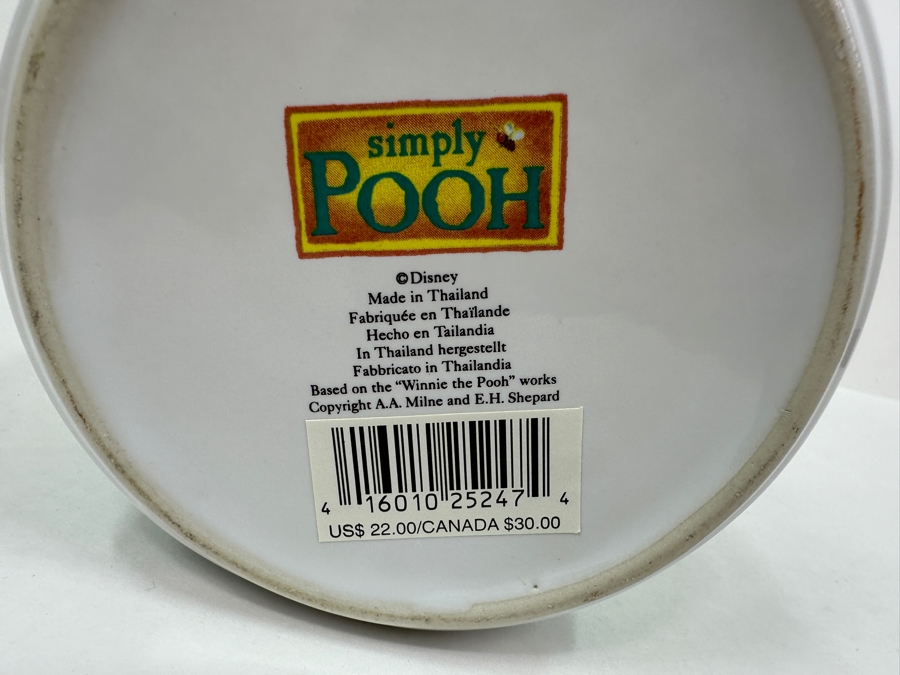 simply
POOH
©Disney
Made in Thailand
Fabriquée en Thaïlande
Hecho en Tailandia
In Thailand hergestellt
Fabbricato in Thailandia
Based on the “Winnie the Pooh” works
Copyright A.A. Milne and E.H. Shepard
4 16010 25247 4
US$ 22.00/CANADA $30.00